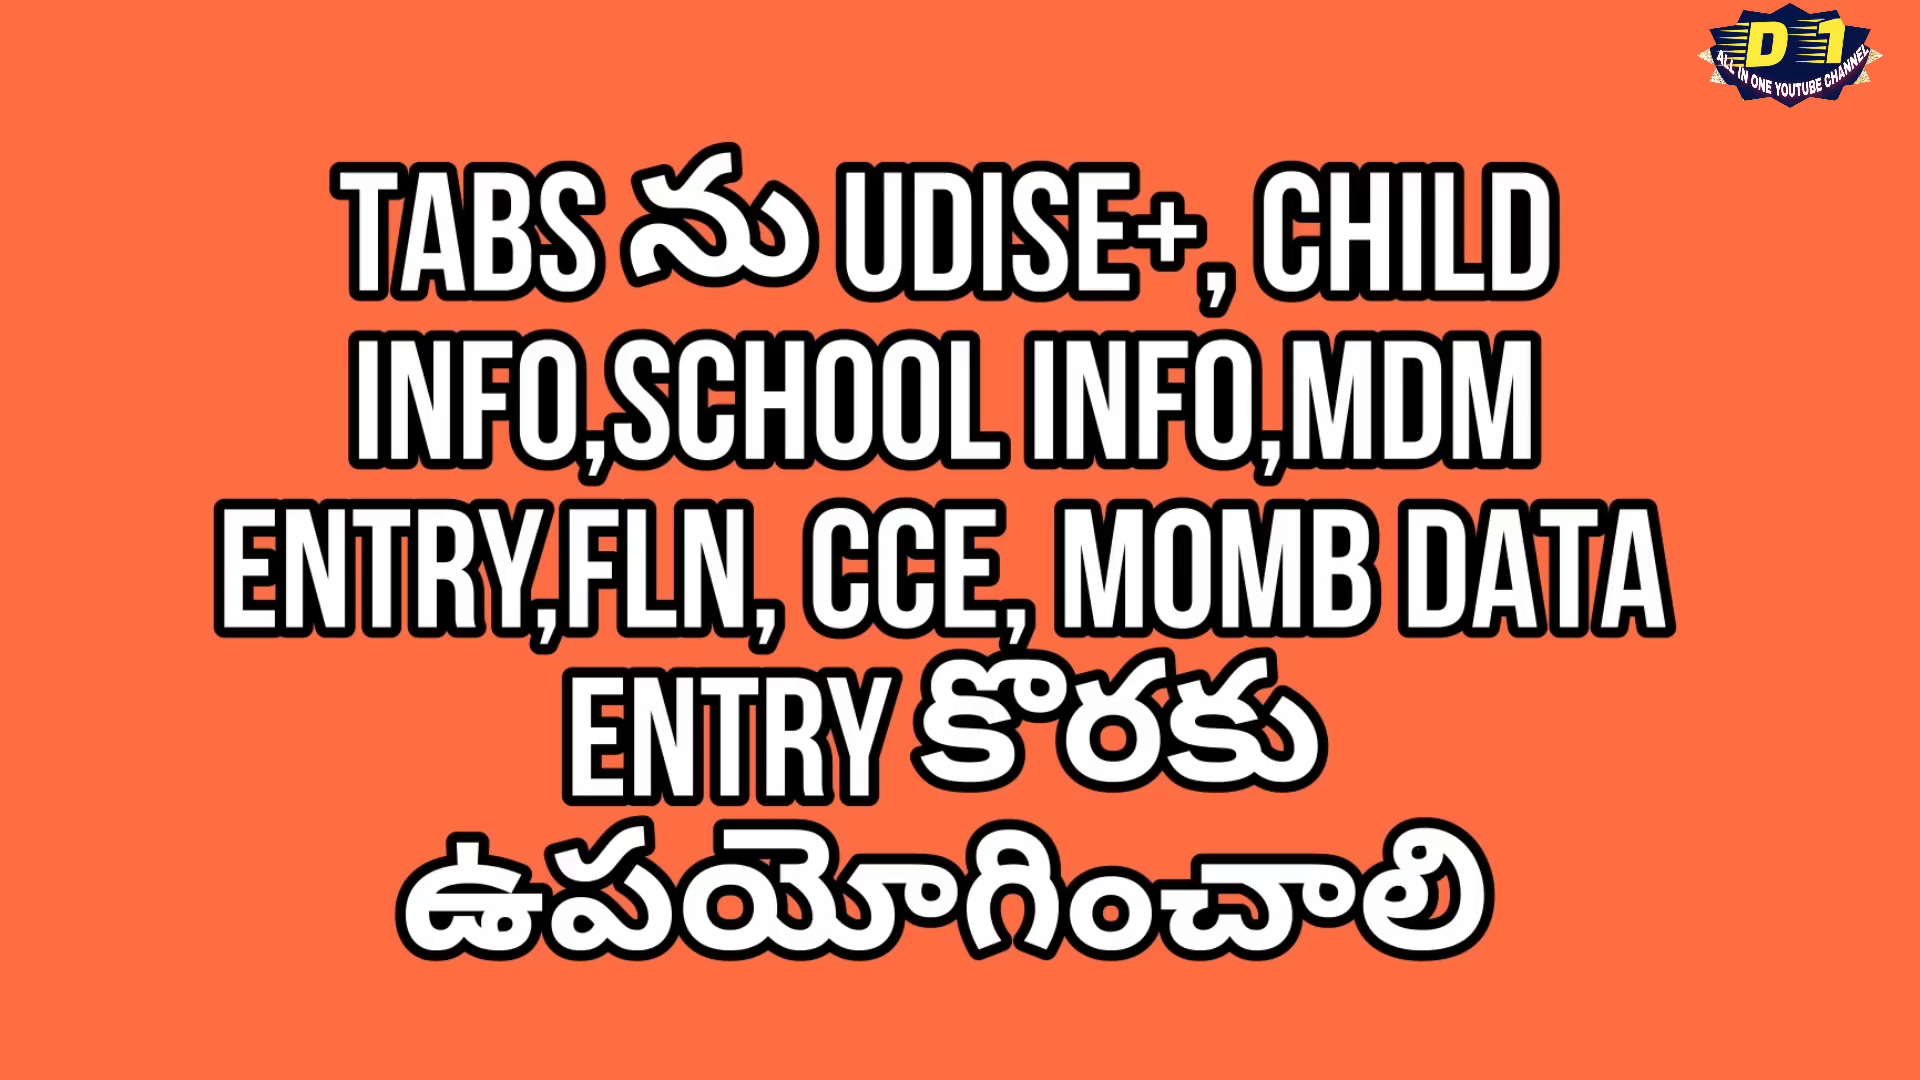 D 1
ALL IN ONE YOUTUBE CHANNEL
TABS ను UDISE+, CHILD
INFO,SCHOOL INFO,MDM
ENTRY,FLN, CCE, MOMB DATA
ENTRY కొరకు
ఉపయోగించాలి